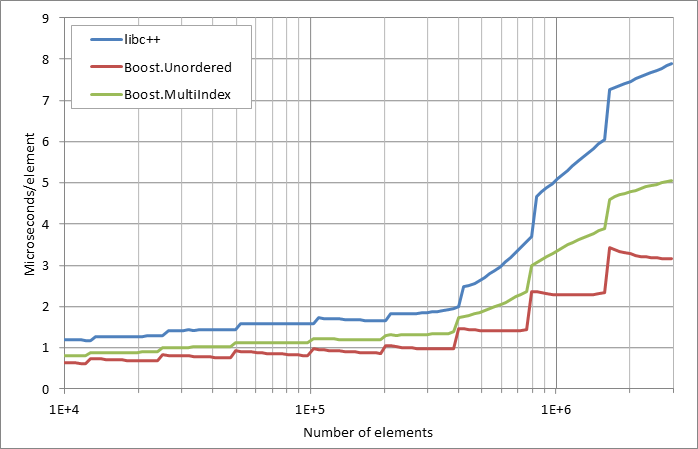 9
8
7
6
5
4
3
2
1
0
libc++
Boost.Unordered
Boost.MultiIndex
Microseconds/element
1E+4
1E+5
1E+6
Number of elements